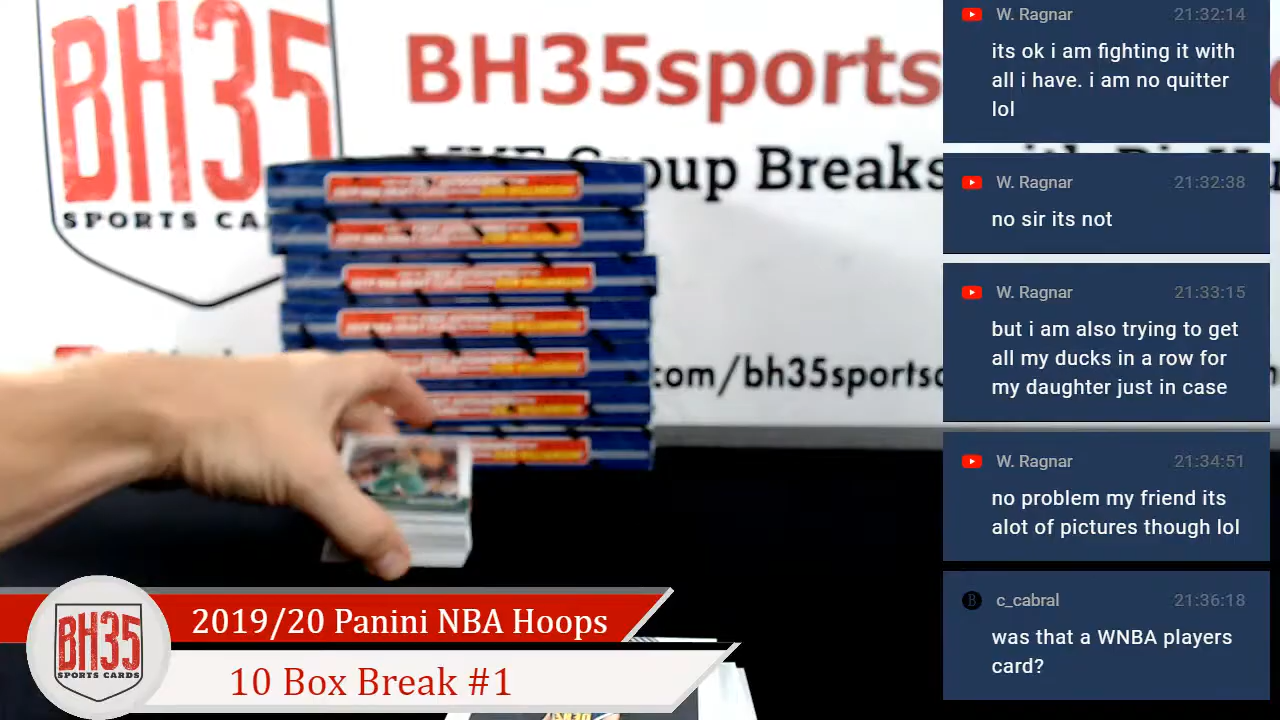 BH35
SPORTS CA
BH35sports
LIVE Group Breaks with
.com/bh35sportsc
W. Ragnar 21:32:14
its ok i am fighting it with
all i have. i am no quitter
lol
W. Ragnar 21:32:38
no sir its not
W. Ragnar 21:33:15
but i am also trying to get
all my ducks in a row for
my daughter just in case
W. Ragnar 21:34:51
no problem my friend its
alot of pictures though lol
c_cabral 21:36:18
was that a WNBA players
card?
BH35
SPORTS CARDS
2019/20 Panini NBA Hoops
10 Box Break #1